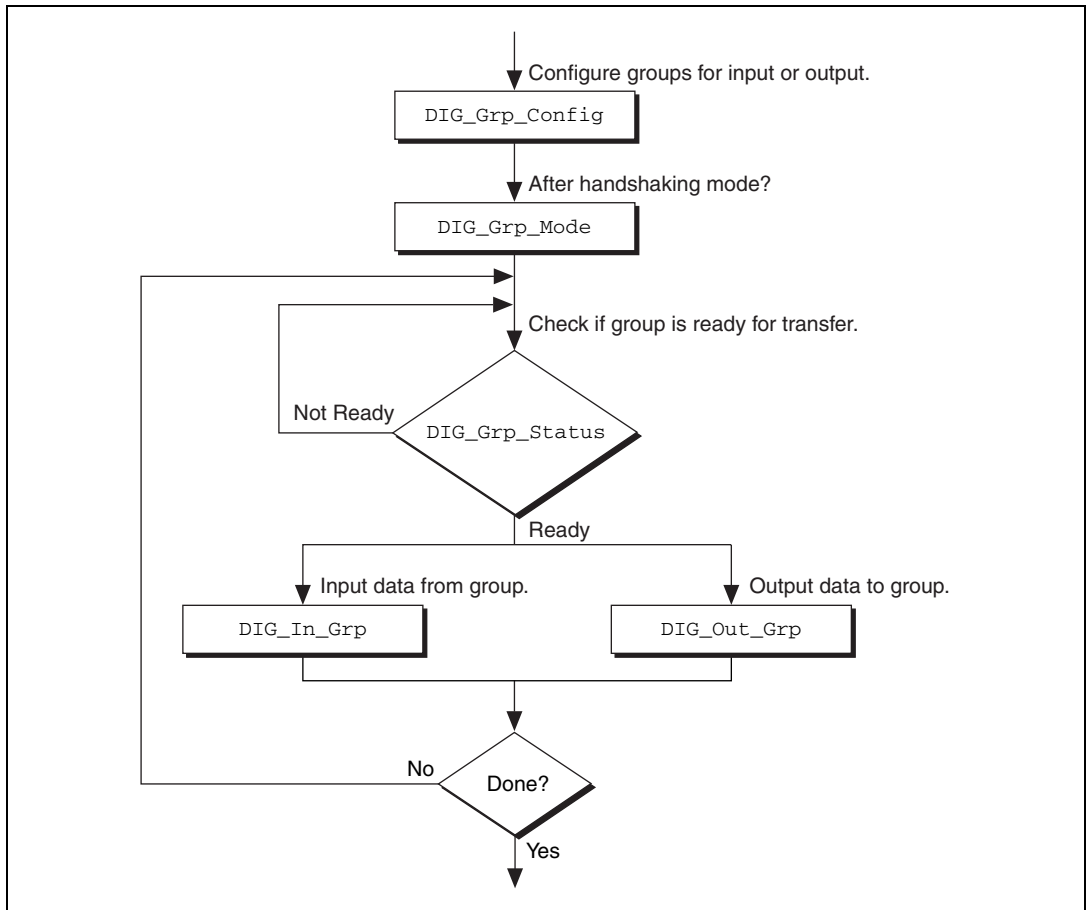 Configure groups for input or output.
DIG_Grp_Config
After handshaking mode?
DIG_Grp_Mode
Check if group is ready for transfer.
Not Ready
DIG_Grp_Status
Ready
Input data from group.
Output data to group.
DIG_In_Grp
DIG_Out_Grp
No
Done?
Yes